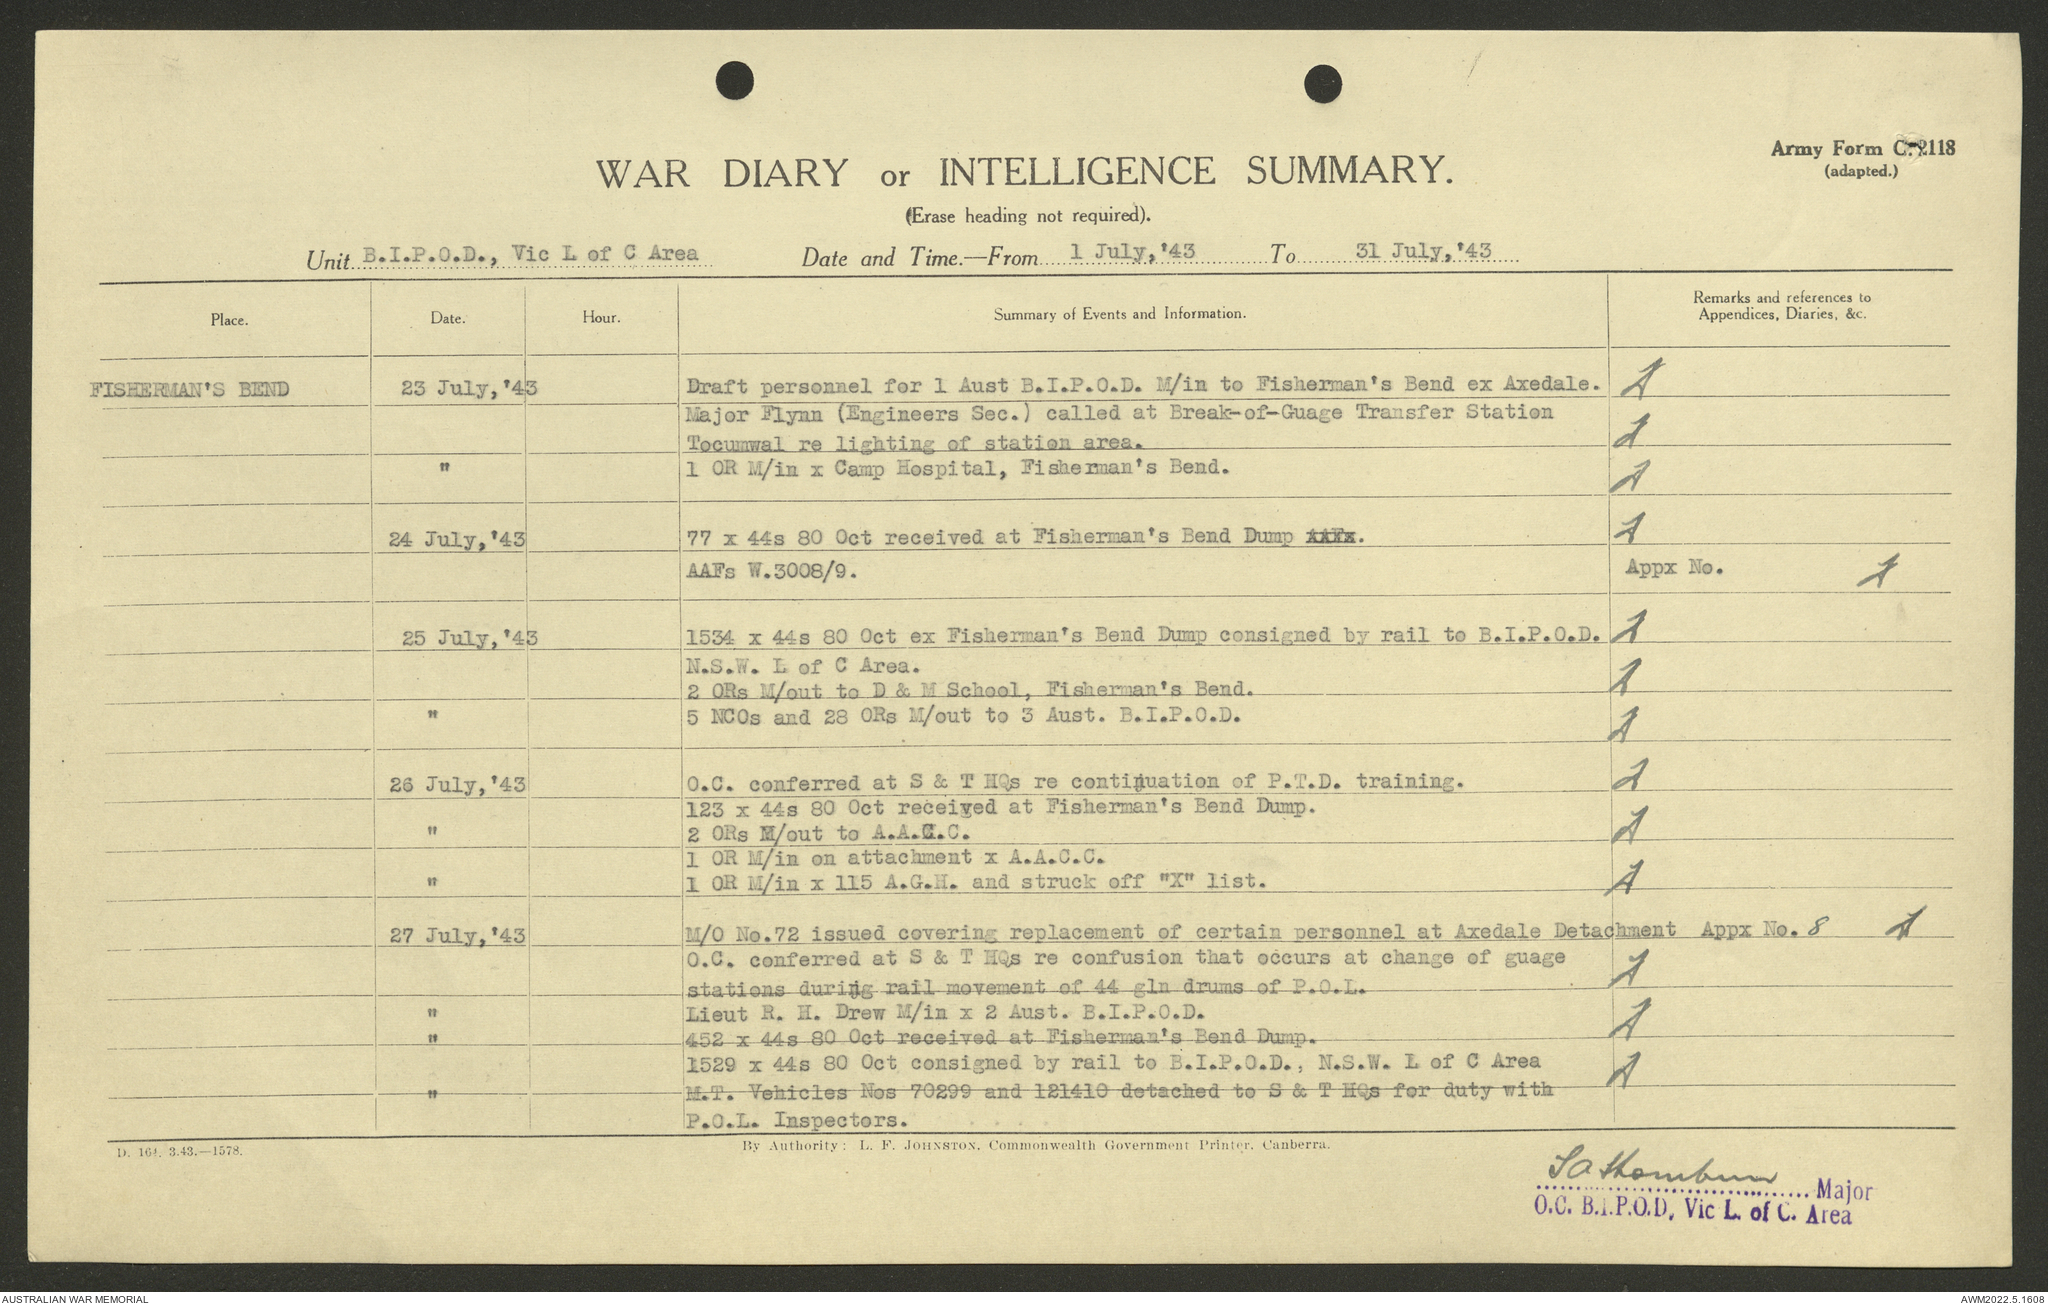 Army Form C.2118
(adapted.)
WAR DIARY or INTELLIGENCE SUMMARY.
(Erase heading not required).
Unit B.I.P.O.D., Vic L of C Area Date and Time.—From 1 July,'43 To 31 July,'43
Place. Date. Hour. Summary of Events and Information. Remarks and references to
Appendices, Diaries, &c.
FISHERMAN'S BEND 23 July,'43 Draft personnel for 1 Aust B.I.P.O.D. M/in to Fisherman's Bend ex Axedale.
Major Flynn (Engineers Sec.) called at Break-of-Guage Transfer Station
Tocumwal re lighting of station area.
" 1 OR M/in x Camp Hospital, Fisherman's Bend.
24 July,'43 77 x 44s 80 Oct received at Fisherman's Bend Dump AAFx.
AAFs W.3008/9. Appx No.
25 July,'43 1534 x 44s 80 Oct ex Fisherman's Bend Dump consigned by rail to B.I.P.O.D.
N.S.W. L of C Area.
2 ORs M/out to D & M School, Fisherman's Bend.
" 5 NCOs and 28 ORs M/out to 3 Aust. B.I.P.O.D.
26 July,'43 O.C. conferred at S & T HQs re continuation of P.T.D. training.
123 x 44s 80 Oct received at Fisherman's Bend Dump.
" 2 ORs M/out to A.A.C.C.
1 OR M/in on attachment x A.A.C.C.
" 1 OR M/in x 115 A.G.H. and struck off "X" list.
27 July,'43 M/O No.72 issued covering replacement of certain personnel at Axedale Detachment Appx No. 8
O.C. conferred at S & T HQs re confusion that occurs at change of guage
stations during rail movement of 44 gln drums of P.O.L.
" Lieut R. H. Drew M/in x 2 Aust. B.I.P.O.D.
" 452 x 44s 80 Oct received at Fisherman's Bend Dump.
1529 x 44s 80 Oct consigned by rail to B.I.P.O.D., N.S.W. L of C Area
" M.T. Vehicles Nos 70299 and 121410 detached to S & T HQs for duty with
P.O.L. Inspectors.
D. 161. 3.43.—1578. By Authority: L. F. JOHNSTON, Commonwealth Government Printer, Canberra.
Major
O.C. B.I.P.O.D, Vic L. of C. Area
AUSTRALIAN WAR MEMORIAL AWM2022.5.1608